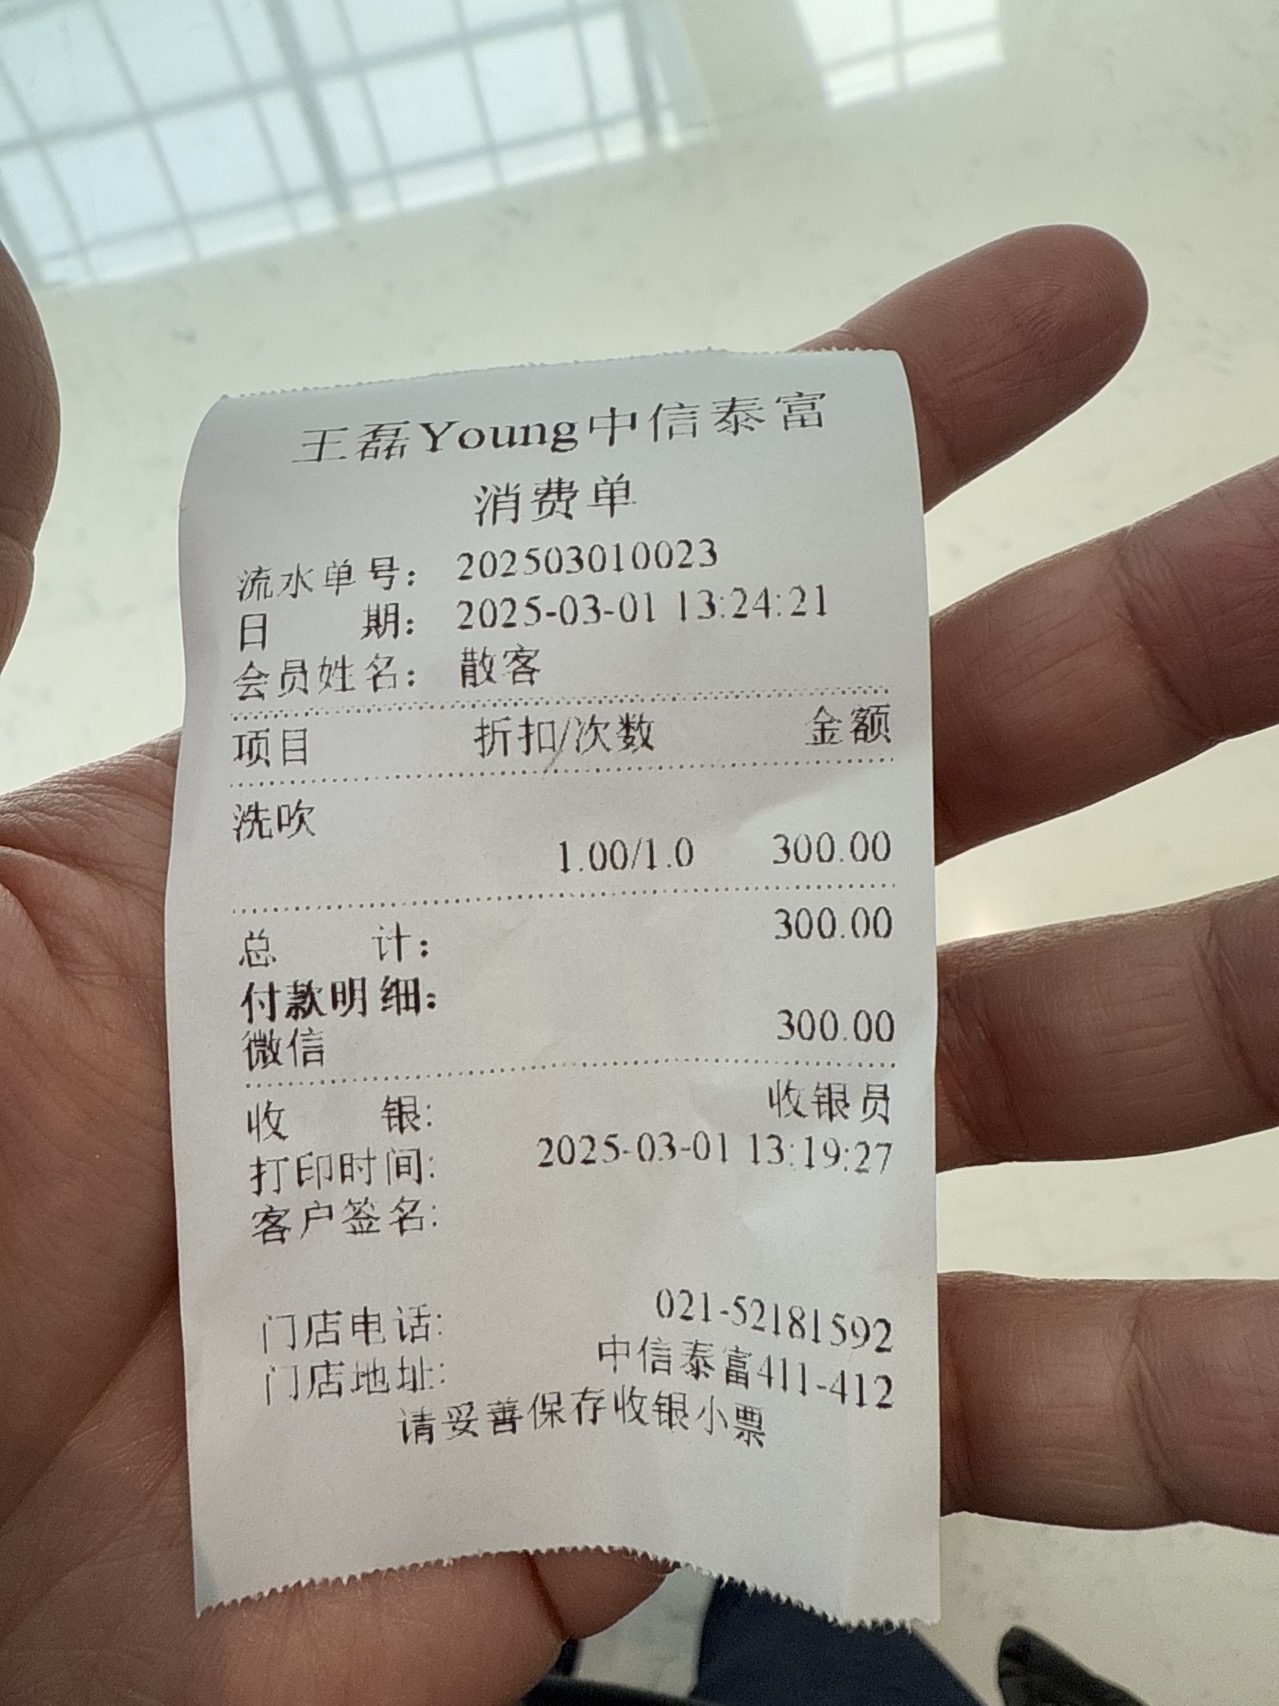 王磊Young中信泰富
消费单
流水单号： 202503010023
日 期： 2025-03-01 13:24:21
会员姓名： 散客
项目 折扣/次数 金额
洗吹
1.00/1.0 300.00
总 计： 300.00
付款明细：
微信 300.00
收 银: 收银员
打印时间: 2025-03-01 13:19:27
客户签名:
门店电话: 021-52181592
门店地址: 中信泰富411-412
请妥善保存收银小票